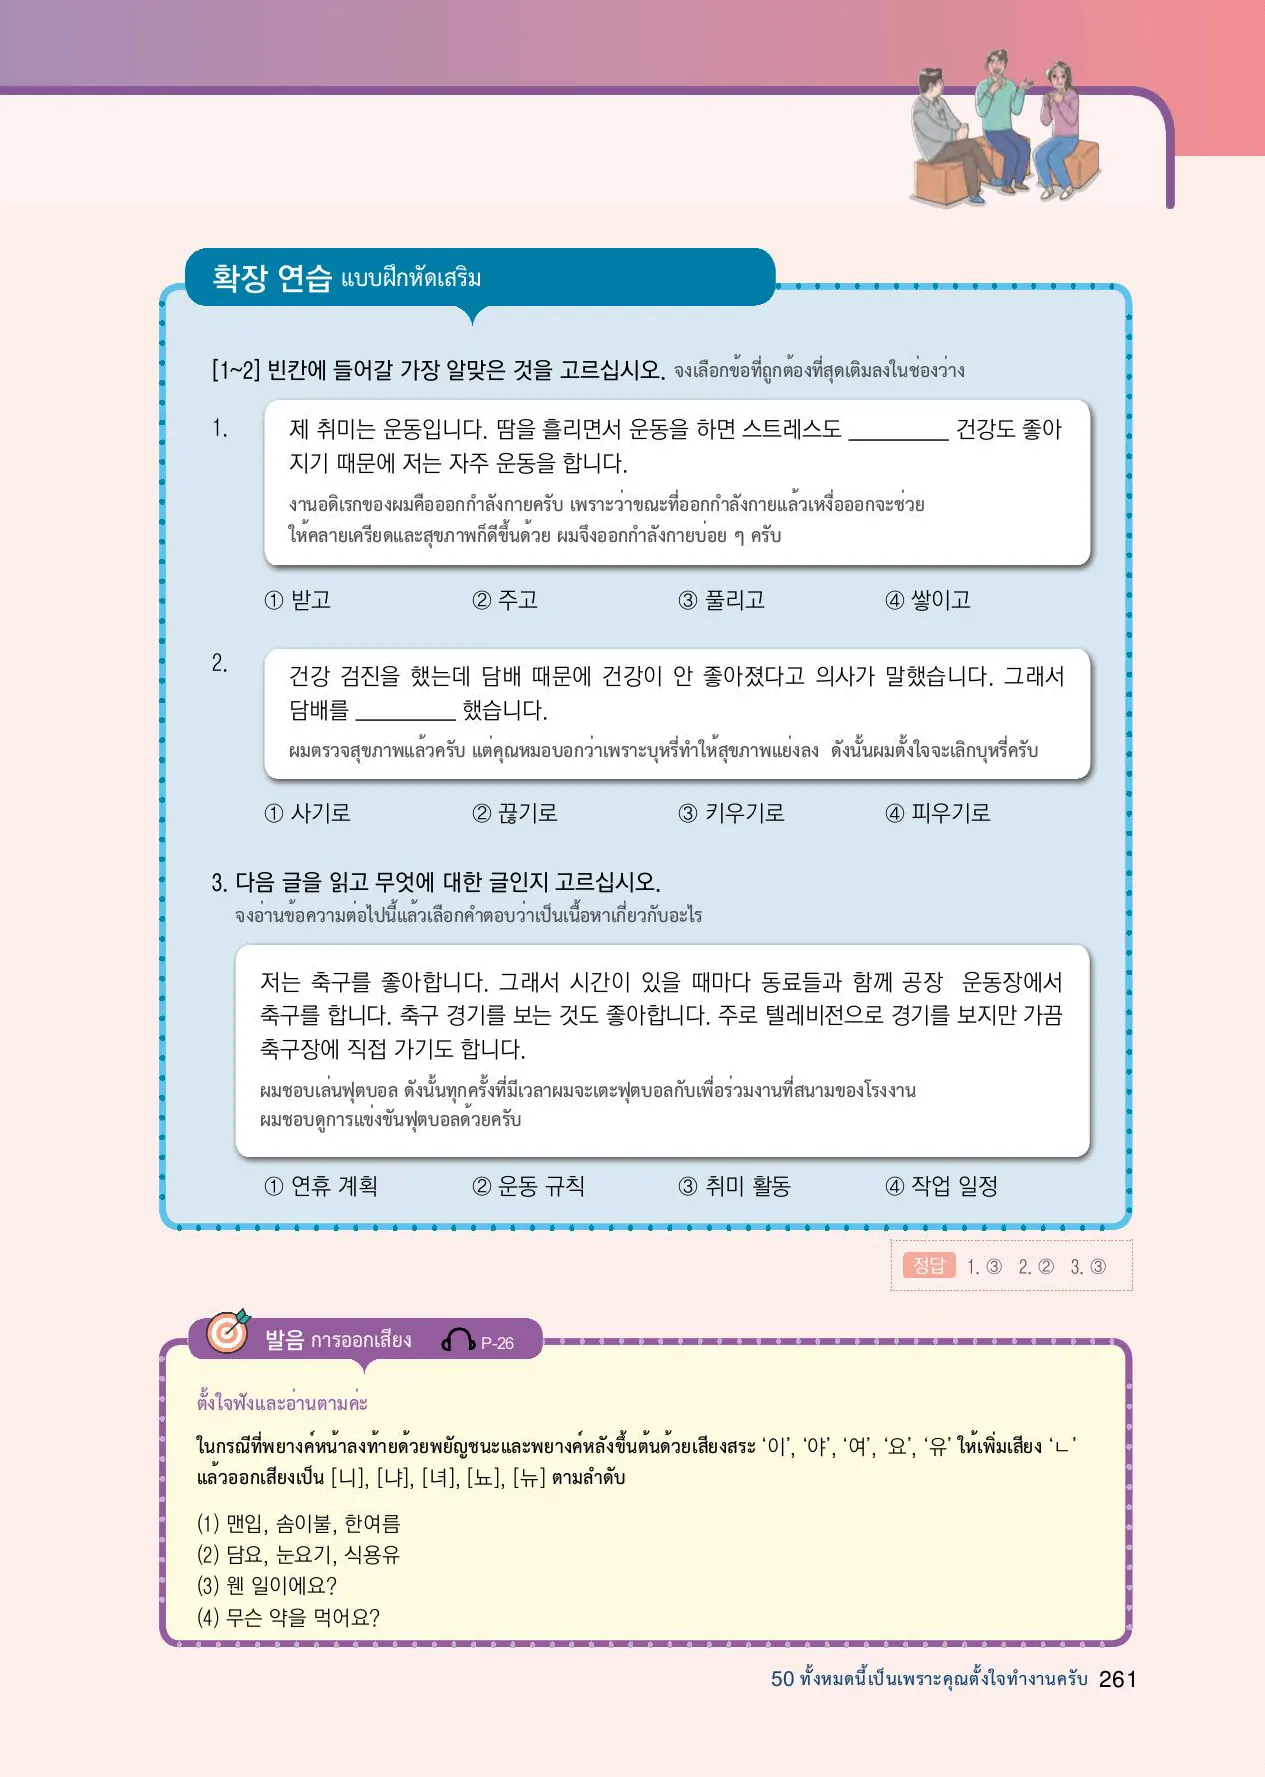 확장 연습 แบบฝึกหัดเสริม
[1~2] 빈칸에 들어갈 가장 알맞은 것을 고르십시오. จงเลือกข้อที่ถูกต้องที่สุดเติมลงในช่องว่าง
1. 제 취미는 운동입니다. 땀을 흘리면서 운동을 하면 스트레스도 _________ 건강도 좋아
지기 때문에 저는 자주 운동을 합니다.
งานอดิเรกของผมคือออกกำลังกายครับ เพราะว่าขณะที่ออกกำลังกายแล้วเหงื่อออกจะช่วย
ให้คลายเครียดและสุขภาพก็ดีขึ้นด้วย ผมจึงออกกำลังกายบ่อย ๆ ครับ
① 받고 ② 주고 ③ 풀리고 ④ 쌓이고
2. 건강 검진을 했는데 담배 때문에 건강이 안 좋아졌다고 의사가 말했습니다. 그래서
담배를 _________ 했습니다.
ผมตรวจสุขภาพแล้วครับ แต่คุณหมอบอกว่าเพราะบุหรี่ทำให้สุขภาพแย่งลง ดังนั้นผมตั้งใจจะเลิกบุหรี่ครับ
① 사기로 ② 끊기로 ③ 키우기로 ④ 피우기로
3. 다음 글을 읽고 무엇에 대한 글인지 고르십시오.
จงอ่านข้อความต่อไปนี้แล้วเลือกคำตอบว่าเป็นเนื้อหาเกี่ยวกับอะไร
저는 축구를 좋아합니다. 그래서 시간이 있을 때마다 동료들과 함께 공장 운동장에서
축구를 합니다. 축구 경기를 보는 것도 좋아합니다. 주로 텔레비전으로 경기를 보지만 가끔
축구장에 직접 가기도 합니다.
ผมชอบเล่นฟุตบอล ดังนั้นทุกครั้งที่มีเวลาผมจะเตะฟุตบอลกับเพื่อร่วมงานที่สนามของโรงงาน
ผมชอบดูการแข่งขันฟุตบอลด้วยครับ
① 연휴 계획 ② 운동 규칙 ③ 취미 활동 ④ 작업 일정
정답 1. ③ 2. ② 3. ③
발음 การออกเสียง P-26
ตั้งใจฟังและอ่านตามค่ะ
ในกรณีที่พยางค์หน้าลงท้ายด้วยพยัญชนะและพยางค์หลังขึ้นต้นด้วยเสียงสระ ‘이’, ‘야’, ‘여’, ‘요’, ‘유’ ให้เพิ่มเสียง ‘ㄴ’
แล้วออกเสียงเป็น [니], [냐], [녀], [뇨], [뉴] ตามลำดับ
(1) 맨입, 솜이불, 한여름
(2) 담요, 눈요기, 식용유
(3) 웬 일이에요?
(4) 무슨 약을 먹어요?
50 ทั้งหมดนี้เป็นเพราะคุณตั้งใจทำงานครับ 261